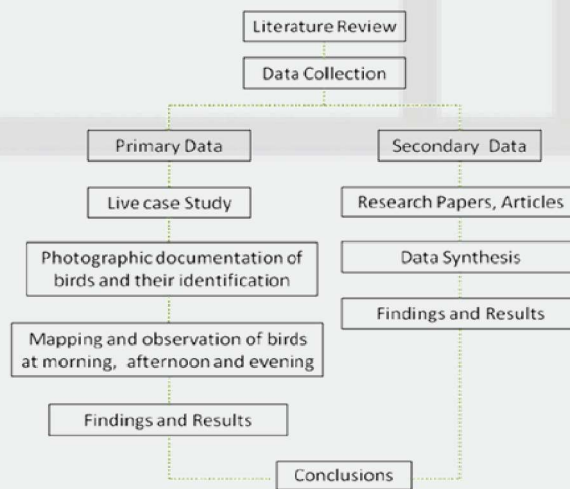 Literature Review
Data Collection
Primary Data
Live case Study
Photographic documentation of
birds and their identification
Mapping and observation of birds
at morning, afternoon and evening
Findings and Results
Secondary Data
Research Papers, Articles
Data Synthesis
Findings and Results
Conclusions